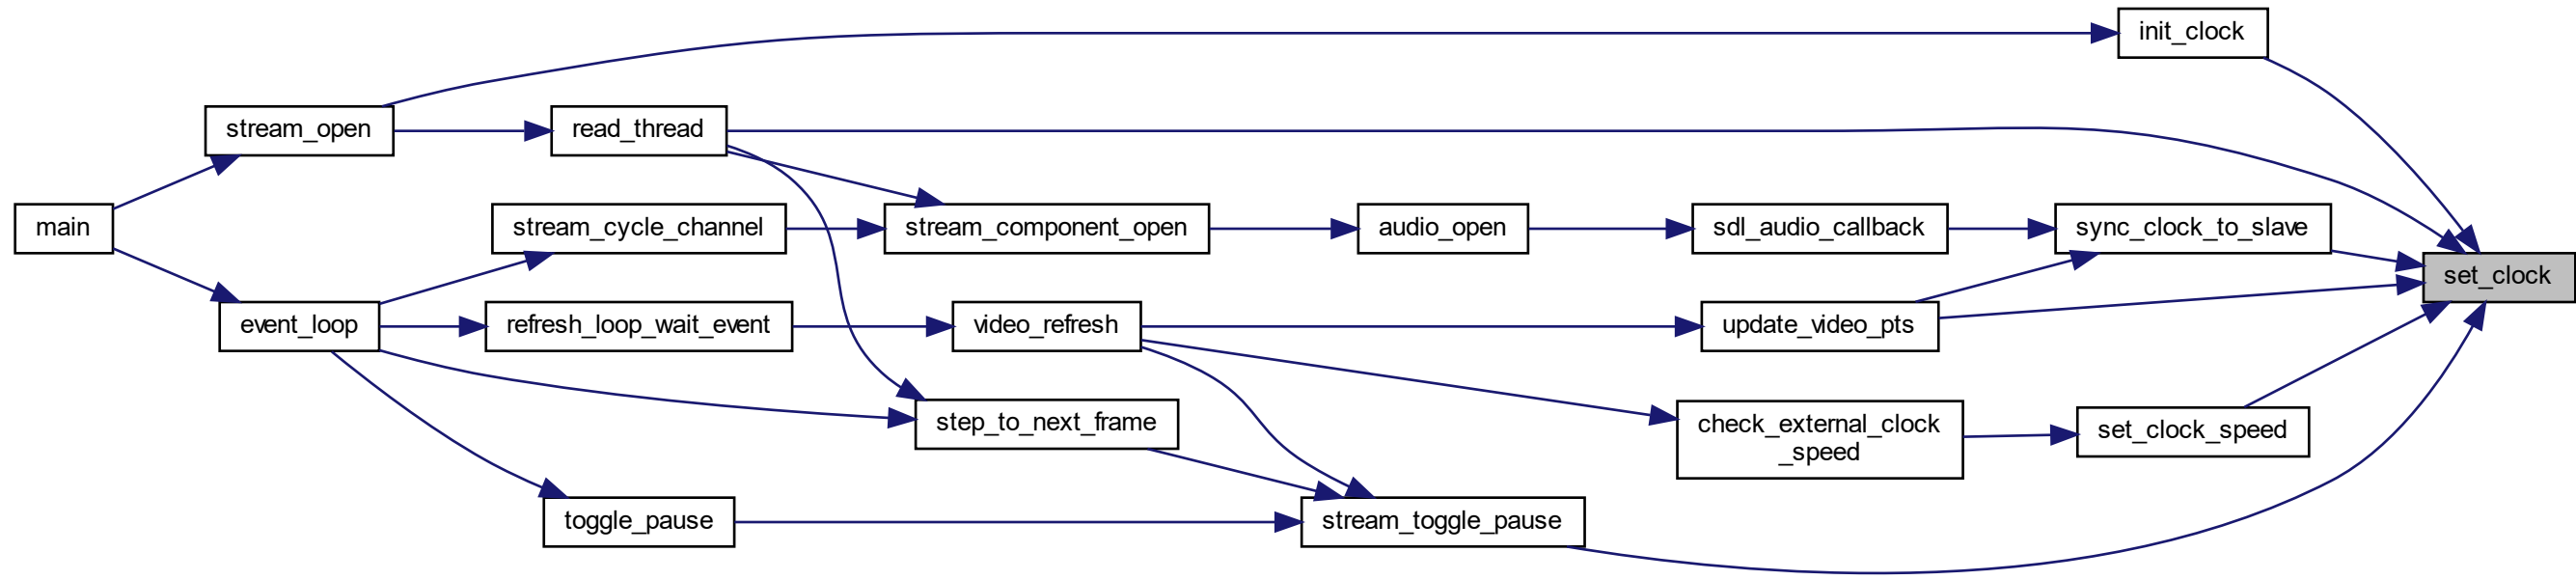 init_clock
stream_open
read_thread
main
stream_cycle_channel
stream_component_open
audio_open
sdl_audio_callback
sync_clock_to_slave
set_clock
event_loop
refresh_loop_wait_event
video_refresh
update_video_pts
step_to_next_frame
check_external_clock
_speed
set_clock_speed
toggle_pause
stream_toggle_pause